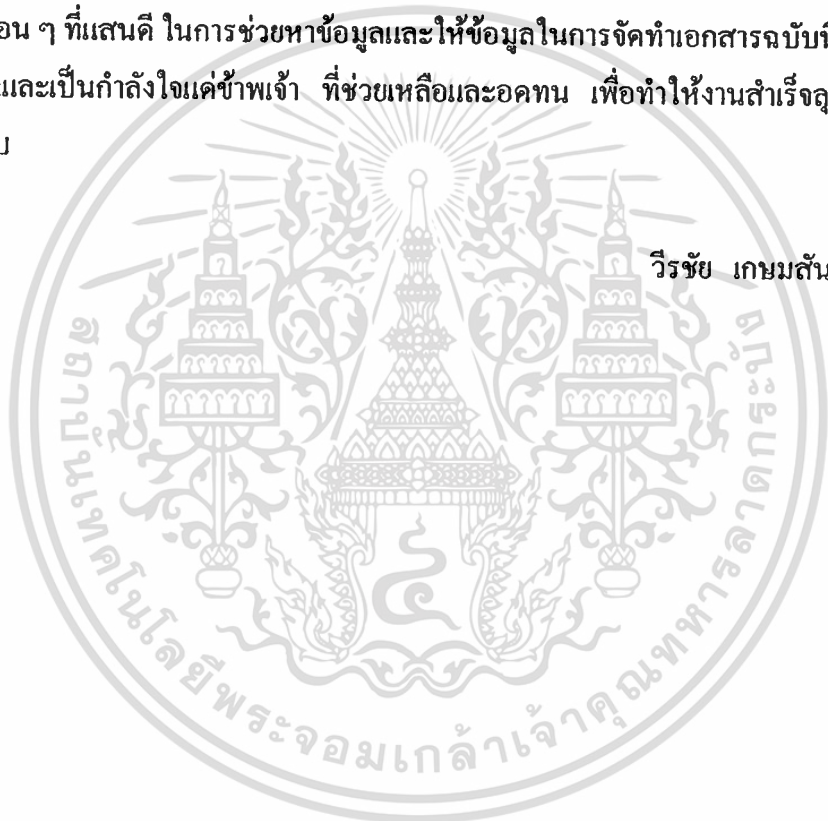 อน ๆ ที่แสนดี ในการช่วยหาข้อมูลและให้ข้อมูลในการจัดทำเอกสารฉบับ
และเป็นกำลังใจแด่ข้าพเจ้า ที่ช่วยเหลือและอดทน เพื่อทำให้งานสำเร็จ
วีรชัย เกษมสัน
สถาบันเทคโนโลยีพระจอมเกล้าเจ้าคุณทหารลาดกระบัง
๔